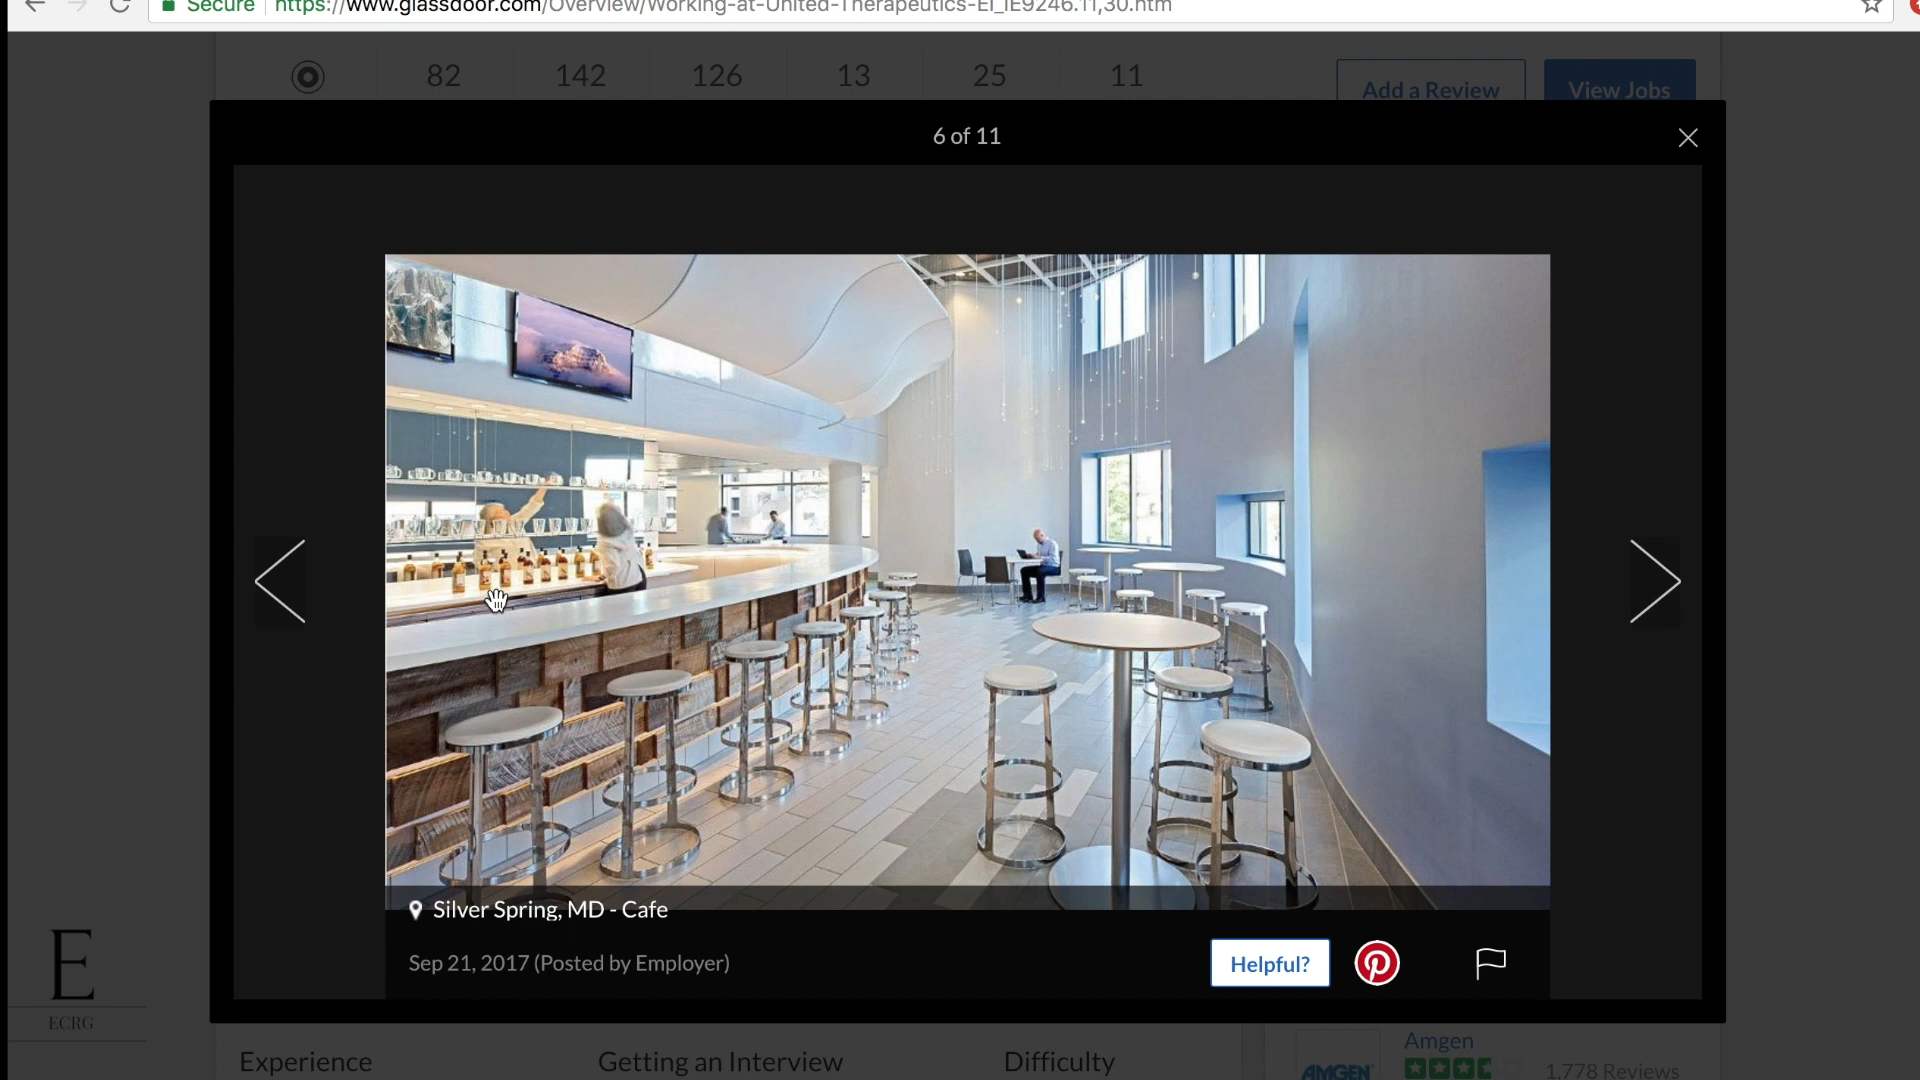 Secure https://www.glassdoor.com/Overview/Working-at-United-Therapeutics-EI_IE9246.11,30.htm
82 142 126 13 25 11
Add a Review View Jobs
6 of 11
Silver Spring, MD - Cafe
Sep 21, 2017 (Posted by Employer)
Helpful?
E
ECRG
Experience Getting an Interview Difficulty
Amgen
AMGEN 1,778 Reviews